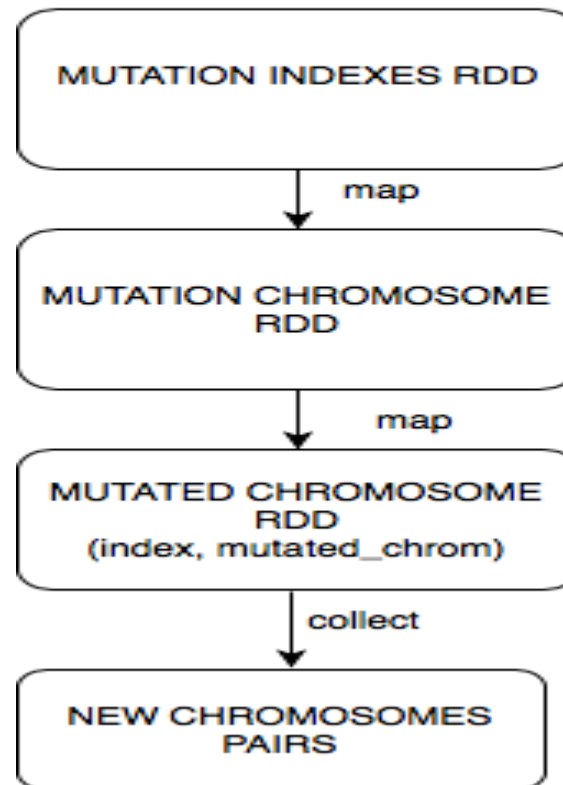 MUTATION INDEXES RDD
map
MUTATION CHROMOSOME
RDD
map
MUTATED CHROMOSOME
RDD
(index, mutated_chrom)
collect
NEW CHROMOSOMES
PAIRS